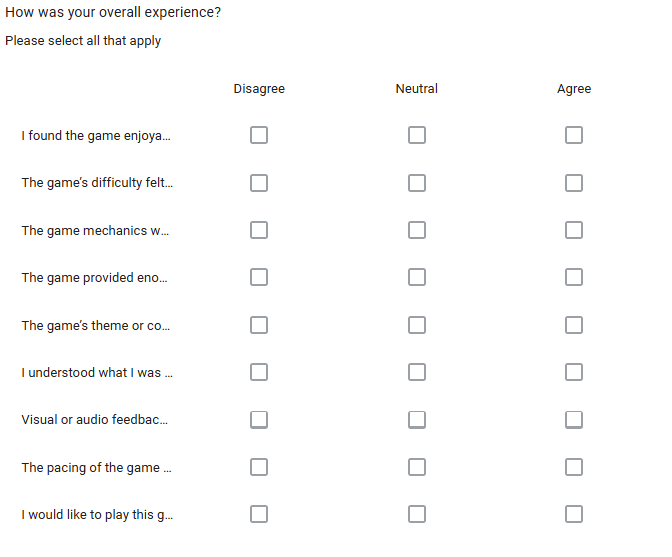 How was your overall experience?
Please select all that apply
Disagree Neutral Agree
I found the game enjoya...
The game’s difficulty felt...
The game mechanics w...
The game provided eno...
The game’s theme or co...
I understood what I was ...
Visual or audio feedbac...
The pacing of the game ...
I would like to play this g...